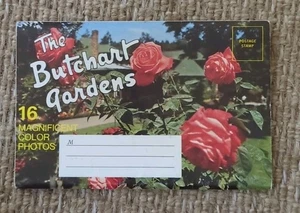 The
Butchart
Gardens
POSTAGE
STAMP
16
MAGNIFICENT
COLOR
PHOTOS
M